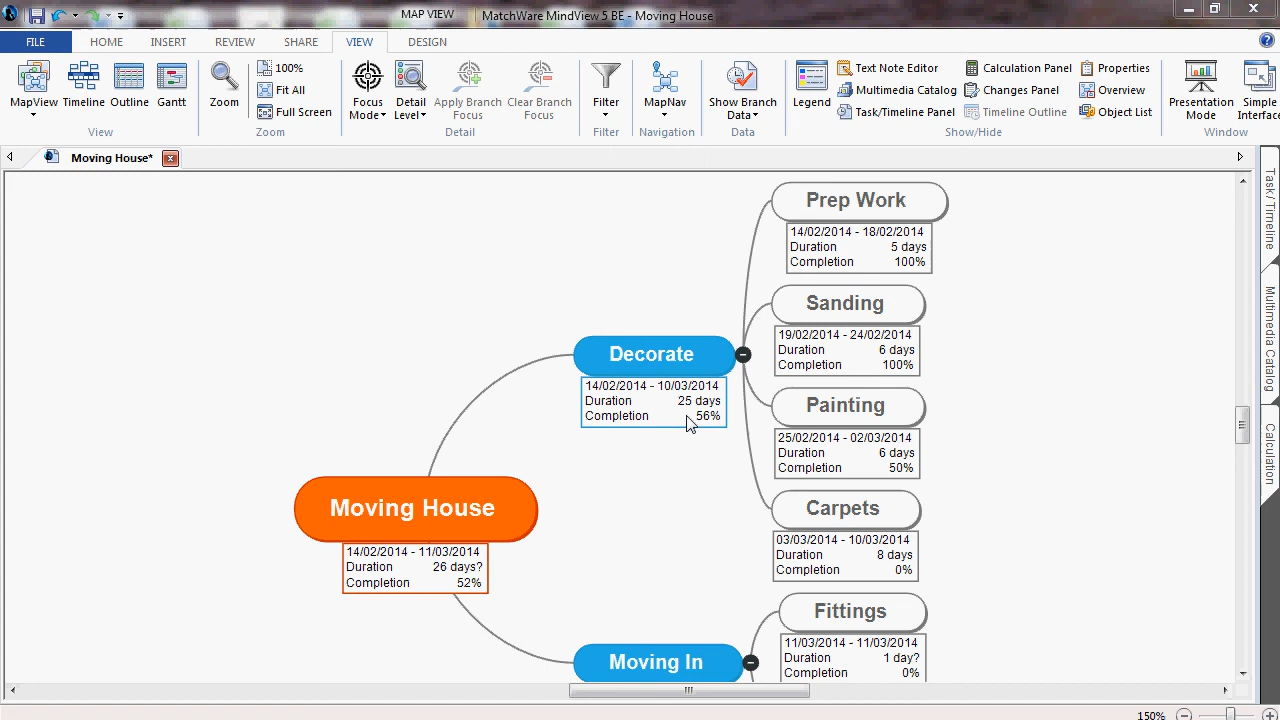 MAP VIEW MatchWare MindView 5 BE - Moving House
FILE HOME INSERT REVIEW SHARE VIEW DESIGN
MapView Timeline Outline Gantt
View
Zoom
100%
Fit All
Full Screen
Zoom
Focus Mode
Detail Level
Apply Branch Focus
Clear Branch Focus
Detail
Filter
Filter
MapNav
Navigation
Show Branch Data
Data
Legend
Text Note Editor
Multimedia Catalog
Task/Timeline Panel
Calculation Panel
Changes Panel
Timeline Outline
Properties
Overview
Object List
Show/Hide
Presentation Mode
Simple Interfac
Window
Moving House*
Prep Work
14/02/2014 - 18/02/2014
Duration 5 days
Completion 100%
Sanding
19/02/2014 - 24/02/2014
Duration 6 days
Completion 100%
Decorate
14/02/2014 - 10/03/2014
Duration 25 days
Completion 56%
Painting
25/02/2014 - 02/03/2014
Duration 6 days
Completion 50%
Carpets
03/03/2014 - 10/03/2014
Duration 8 days
Completion 0%
Moving House
14/02/2014 - 11/03/2014
Duration 26 days?
Completion 52%
Fittings
11/03/2014 - 11/03/2014
Duration 1 day?
Completion 0%
Moving In
Task / Timeline
Multimedia Catalog
Calculation
150%